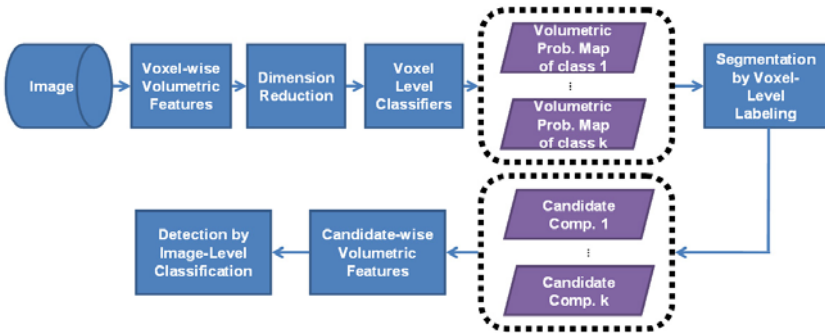 Image
Voxel-wise
Volumetric
Features
Dimension
Reduction
Voxel
Level
Classifiers
Volumetric
Prob. Map
of class 1
...
Volumetric
Prob. Map
of class k
Segmentation
by Voxel-
Level
Labeling
Detection by
Image-Level
Classification
Candidate-wise
Volumetric
Features
Candidate
Comp. 1
...
Candidate
Comp. k